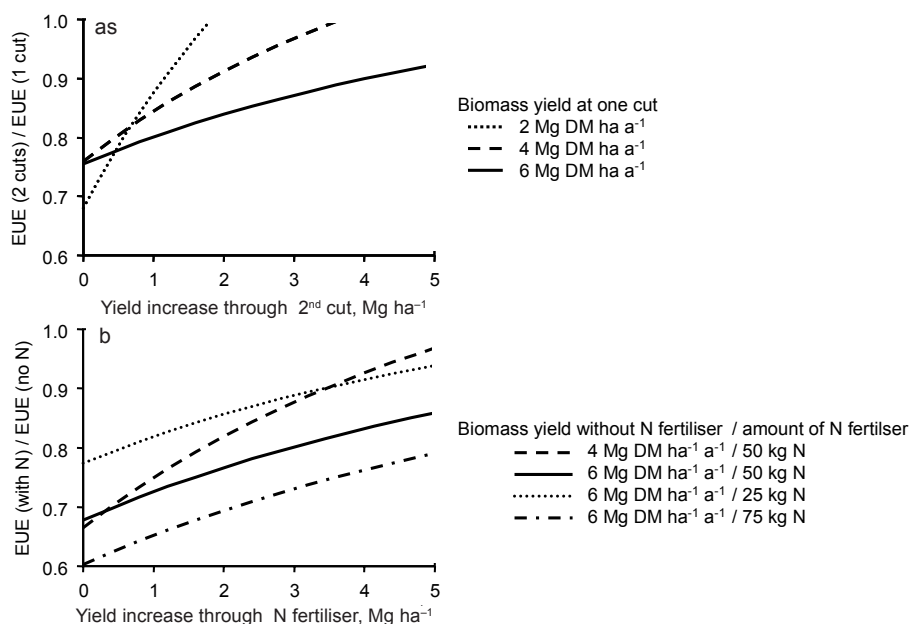 as
1.0
0.9
0.8
0.7
0.6
EUE (2 cuts) / EUE (1 cut)
0 1 2 3 4 5
Yield increase through 2nd cut, Mg ha–1
Biomass yield at one cut
2 Mg DM ha a-1
4 Mg DM ha a-1
6 Mg DM ha a-1
b
1.0
0.9
0.8
0.7
0.6
EUE (with N) / EUE (no N)
0 1 2 3 4 5
Yield increase through N fertiliser, Mg ha–1
Biomass yield without N fertiliser / amount of N fertilser
4 Mg DM ha-1 a-1 / 50 kg N
6 Mg DM ha-1 a-1 / 50 kg N
6 Mg DM ha-1 a-1 / 25 kg N
6 Mg DM ha-1 a-1 / 75 kg N